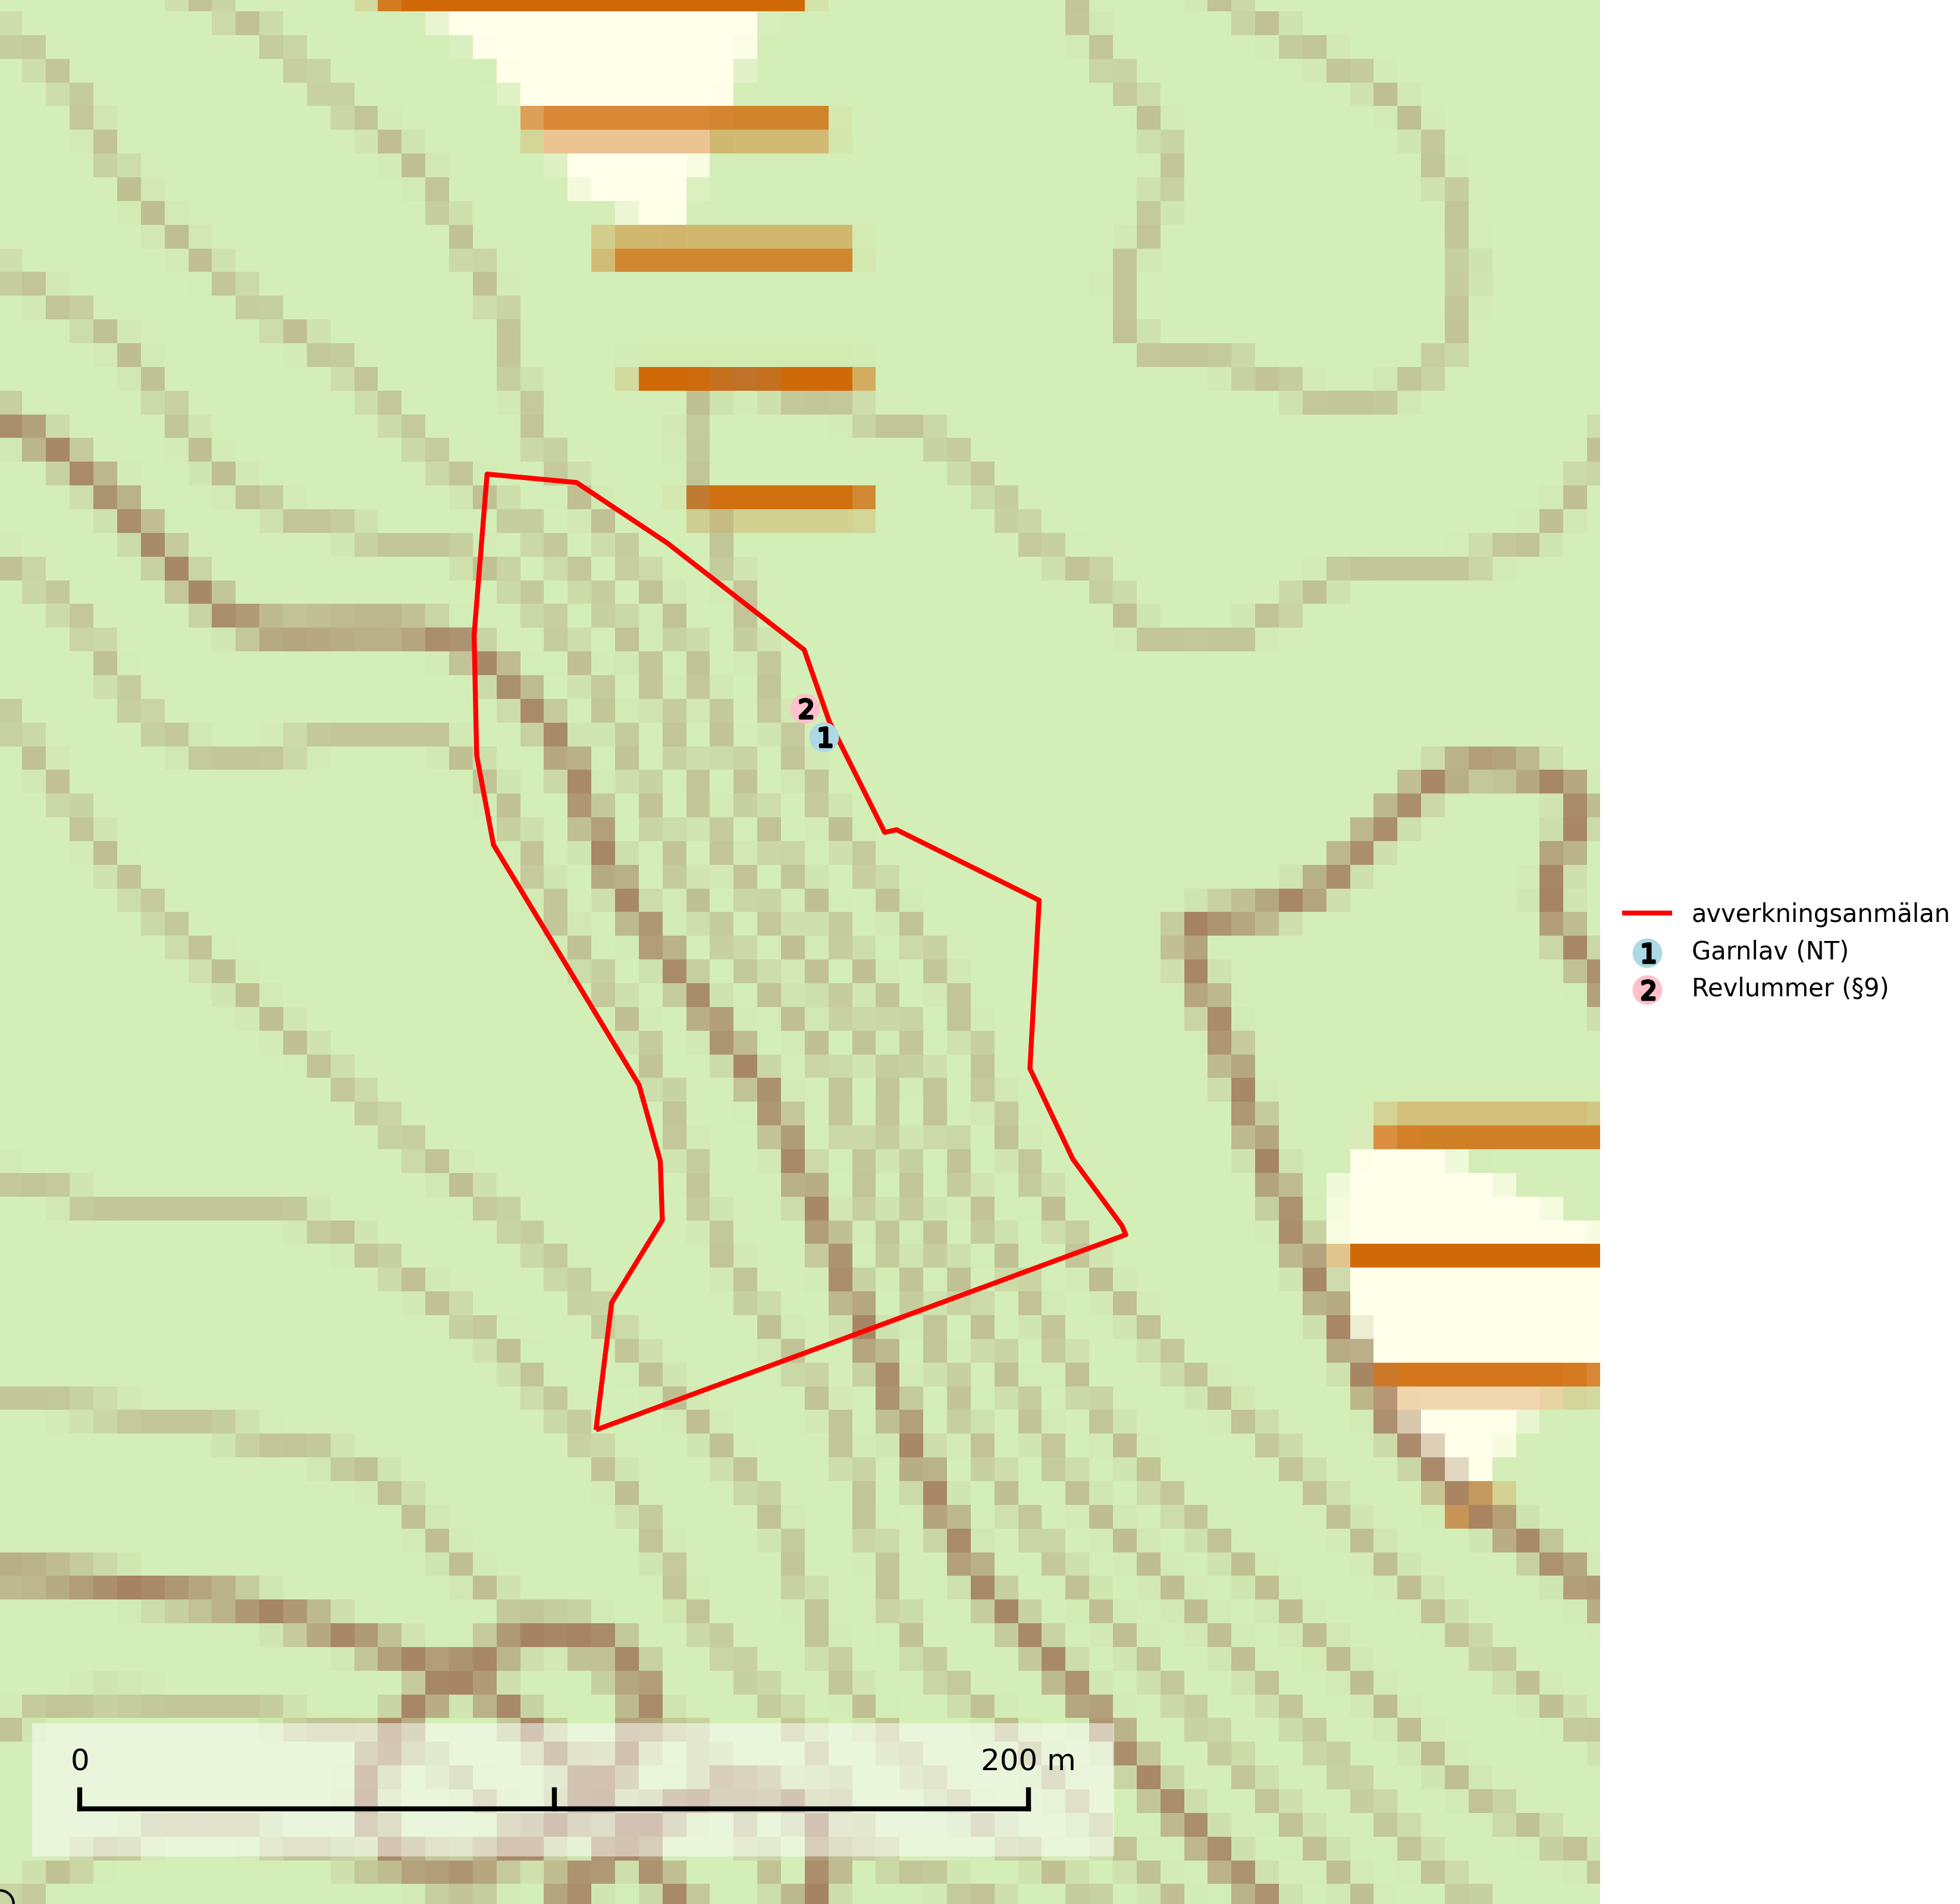 2
1
avverkningsanmälan
1 Garnlav (NT)
2 Revlummer (§9)
0 200 m